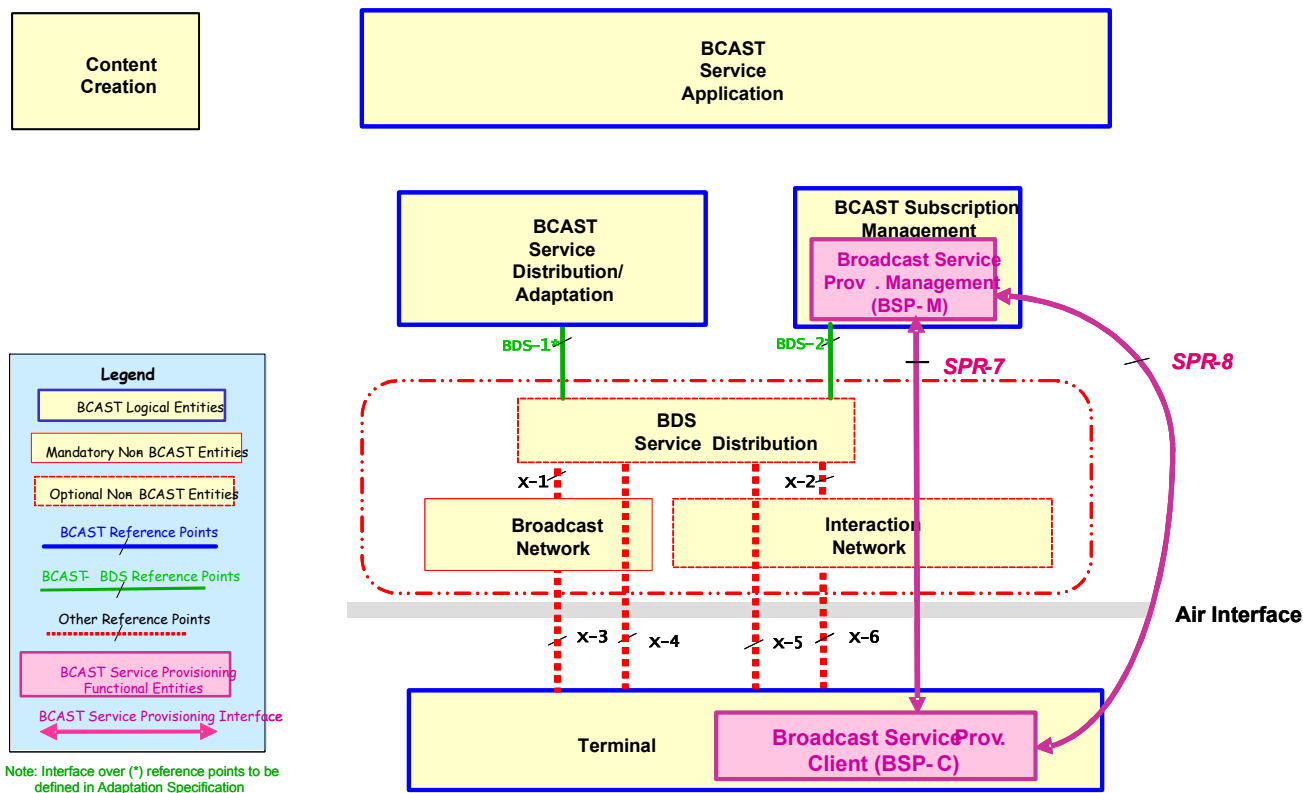 Content
Creation
BCAST
Service
Application
BCAST
Service
Distribution/
Adaptation
BCAST Subscription
Management
Broadcast Service
Prov . Management
(BSP- M)
BDS-1*
BDS-2*
SPR-7
SPR-8
BDS
Service Distribution
X-1
X-2
Broadcast
Network
Interaction
Network
Air Interface
X-3
X-4
X-5
X-6
Terminal
Broadcast Service Prov.
Client (BSP- C)
Legend
BCAST Logical Entities
Mandatory Non BCAST Entities
Optional Non BCAST Entities
BCAST Reference Points
BCAST- BDS Reference Points
Other Reference Points
BCAST Service Provisioning
Functional Entities
BCAST Service Provisioning Interface
Note: Interface over (*) reference points to be
defined in Adaptation Specification